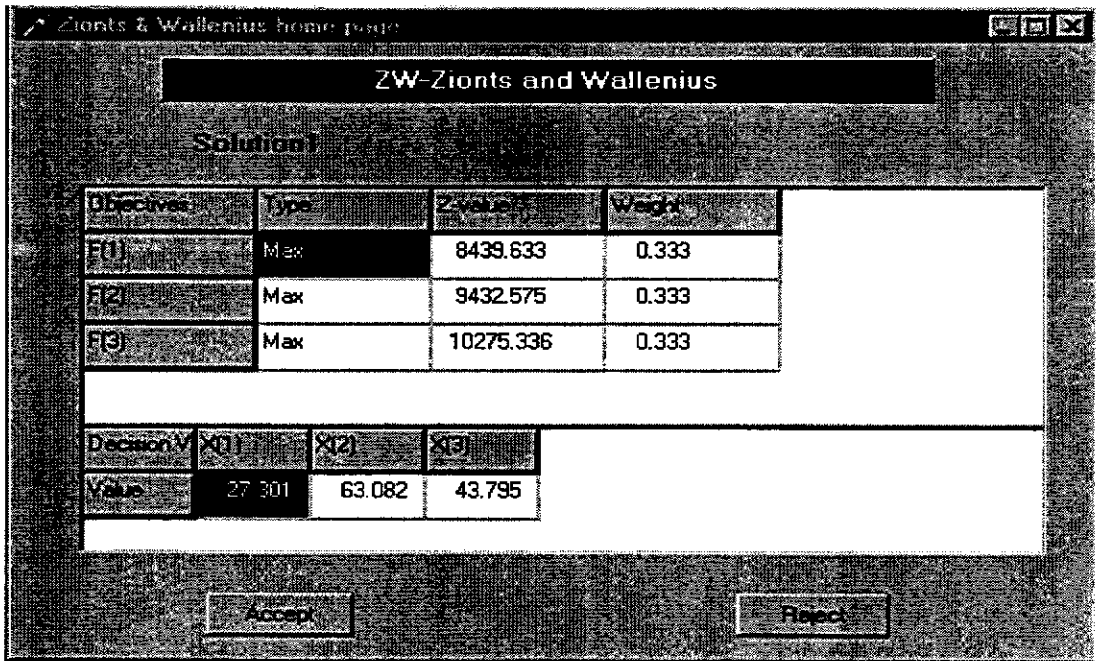 Zionts & Wallenius home page
ZW-Zionts and Wallenius
Solution1
Objectives Type Z-value Weight
F(1) Max 8439.633 0.333
F(2) Max 9432.575 0.333
F(3) Max 10275.336 0.333
Decision V X(1) X(2) X(3)
Value 27.301 63.082 43.795
Accept Reject